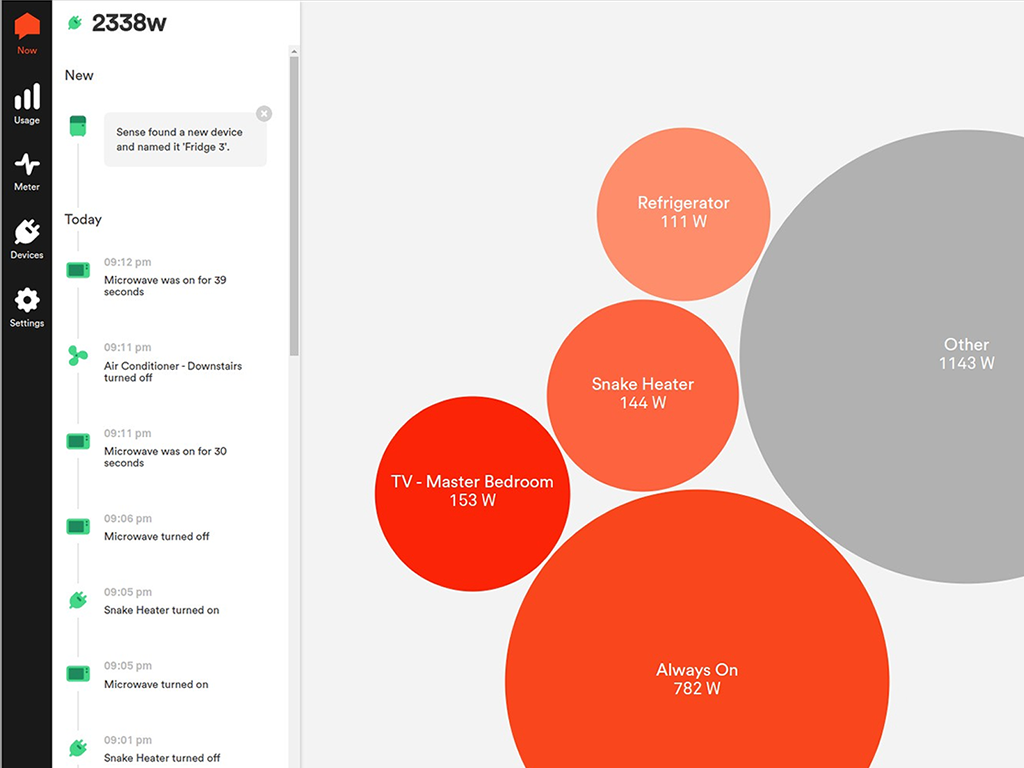 2338w
Now
Usage
Meter
Devices
Settings
New
Sense found a new device
and named it 'Fridge 3'.
Today
09:12 pm
Microwave was on for 39
seconds
09:11 pm
Air Conditioner - Downstairs
turned off
09:11 pm
Microwave was on for 30
seconds
09:06 pm
Microwave turned off
09:05 pm
Snake Heater turned on
09:05 pm
Microwave turned on
09:01 pm
Snake Heater turned off
Refrigerator
111 W
Other
1143 W
Snake Heater
144 W
TV - Master Bedroom
153 W
Always On
782 W